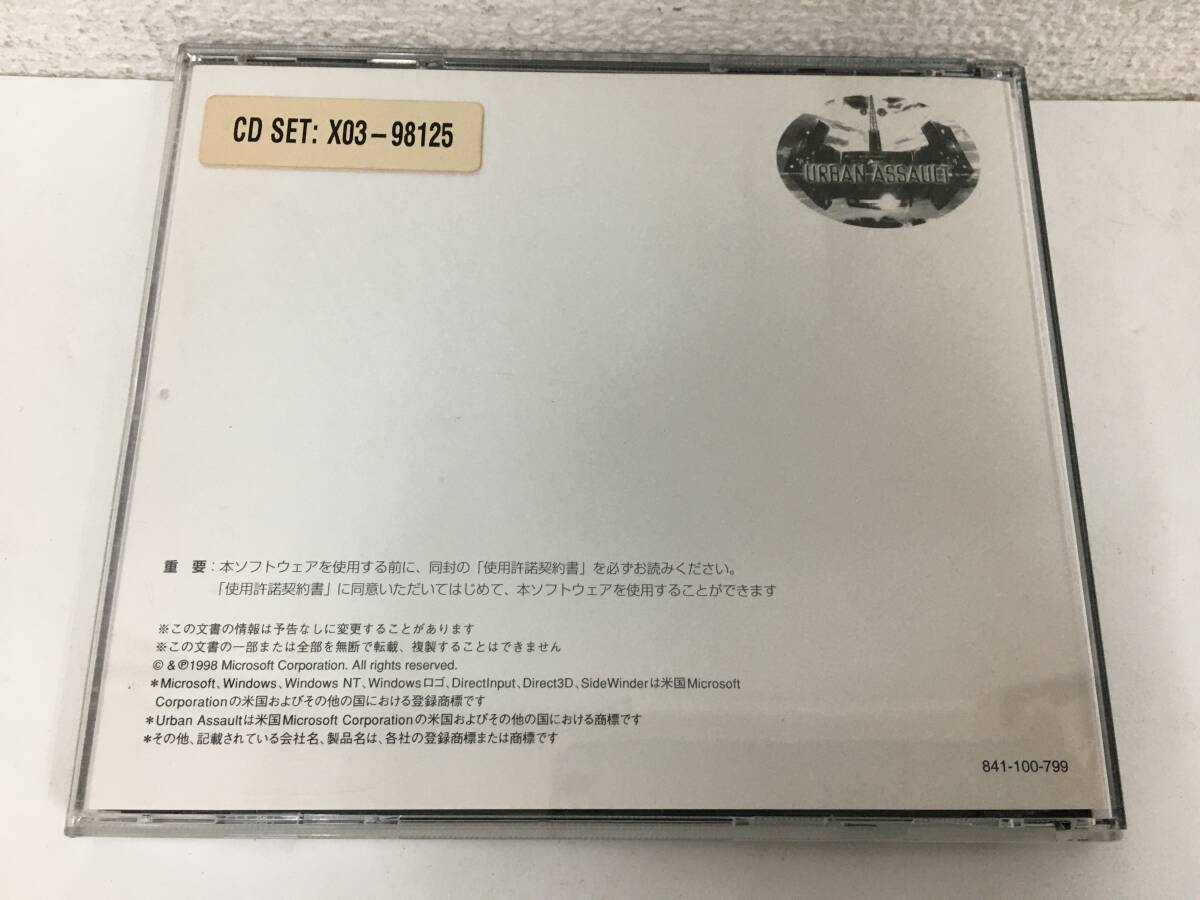 CD SET: X03-98125
URBAN ASSAULT
重 要：本ソフトウェアを使用する前に、同封の「使用許諾契約書」を必ずお読みください。
「使用許諾契約書」に同意いただいてはじめて、本ソフトウェアを使用することができます
※この文書の情報は予告なしに変更することがあります
※この文書の一部または全部を無断で転載、複製することはできません
© & ℗1998 Microsoft Corporation. All rights reserved.
＊Microsoft、Windows、Windows NT、Windowsロゴ、DirectInput、Direct3D、SideWinderは米国Microsoft
Corporationの米国およびその他の国における登録商標です
＊Urban Assaultは米国Microsoft Corporationの米国およびその他の国における商標です
＊その他、記載されている会社名、製品名は、各社の登録商標または商標です
841-100-799